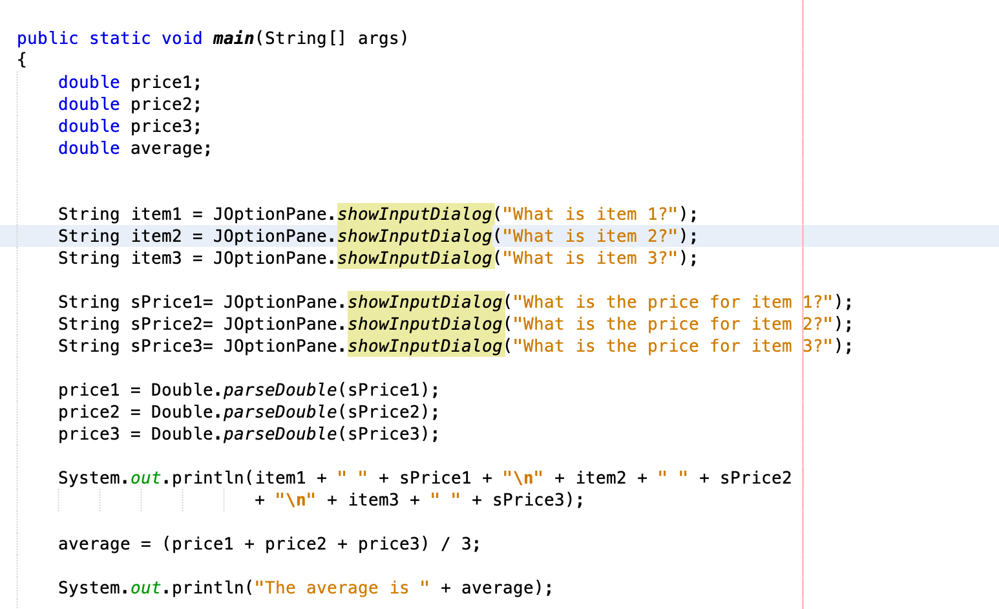 public static void main(String[] args)
{
    double price1;
    double price2;
    double price3;
    double average;
    String item1 = JOptionPane.showInputDialog("What is item 1?");
    String item2 = JOptionPane.showInputDialog("What is item 2?");
    String item3 = JOptionPane.showInputDialog("What is item 3?");
    String sPrice1= JOptionPane.showInputDialog("What is the price for item 1?");
    String sPrice2= JOptionPane.showInputDialog("What is the price for item 2?");
    String sPrice3= JOptionPane.showInputDialog("What is the price for item 3?");
    price1 = Double.parseDouble(sPrice1);
    price2 = Double.parseDouble(sPrice2);
    price3 = Double.parseDouble(sPrice3);
    System.out.println(item1 + " " + sPrice1 + "\n" + item2 + " " + sPrice2
                       + "\n" + item3 + " " + sPrice3);
    average = (price1 + price2 + price3) / 3;
    System.out.println("The average is " + average);